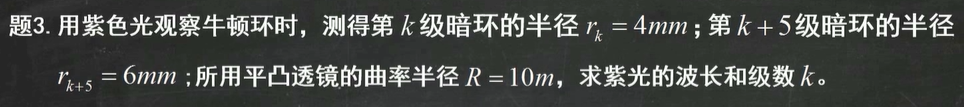 题3. 用紫色光观察牛顿环时，测得第 k 级暗环的半径 r_k = 4mm；第 k + 5 级暗环的半径
r_{k+5} = 6mm ；所用平凸透镜的曲率半径 R = 10m，求紫光的波长和级数 k。